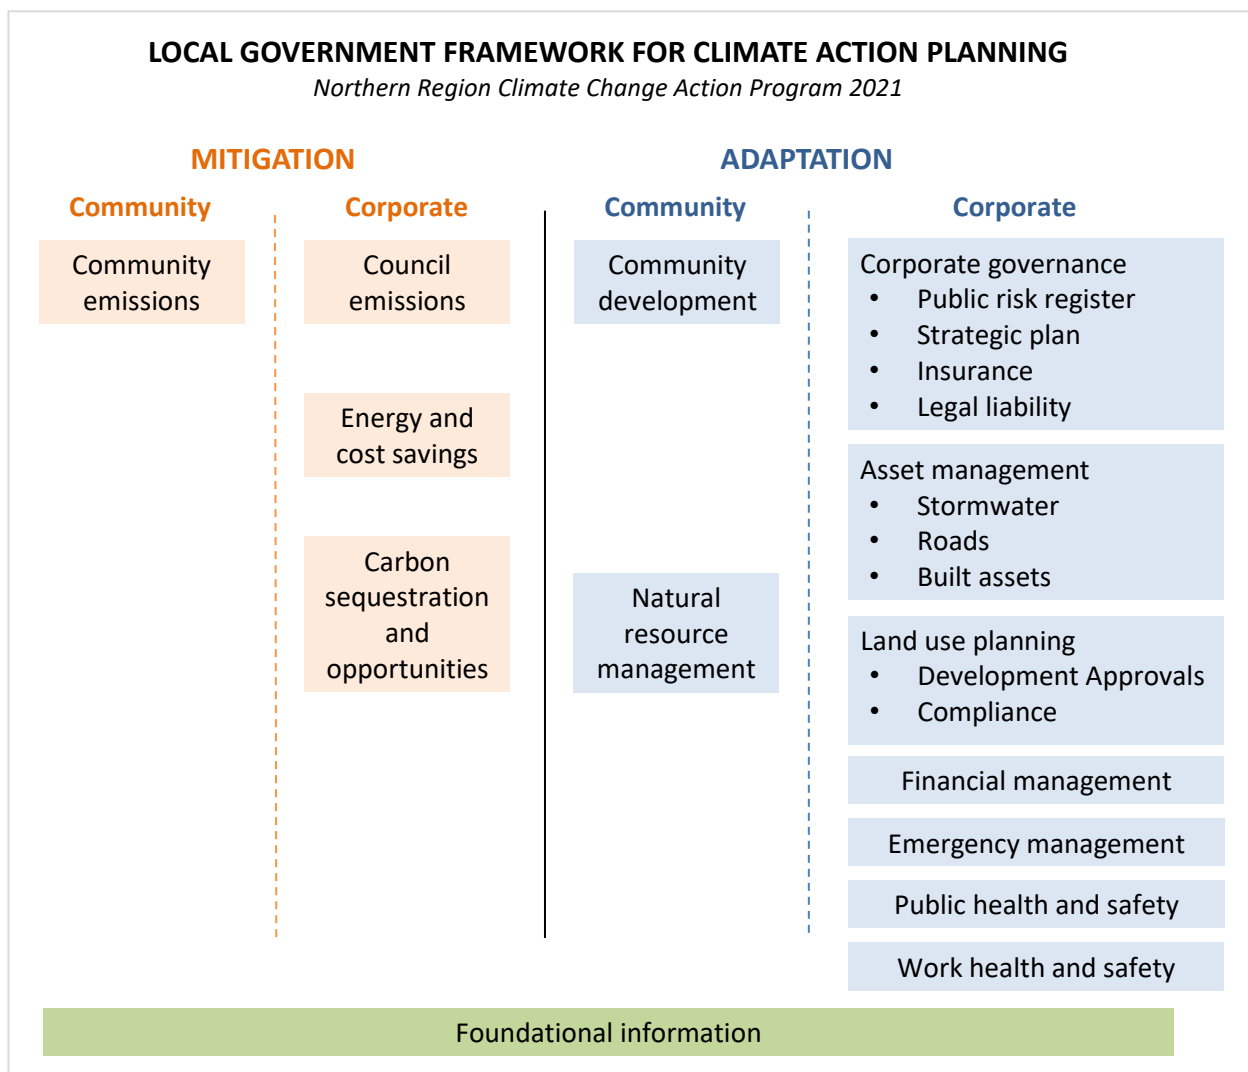 LOCAL GOVERNMENT FRAMEWORK FOR CLIMATE ACTION PLANNING
Northern Region Climate Change Action Program 2021
MITIGATION
Community
Community
emissions
Corporate
Council
emissions
Energy and
cost savings
Carbon
sequestration
and
opportunities
ADAPTATION
Community
Community
development
Natural
resource
management
Corporate
Corporate governance
• Public risk register
• Strategic plan
• Insurance
• Legal liability
Asset management
• Stormwater
• Roads
• Built assets
Land use planning
• Development Approvals
• Compliance
Financial management
Emergency management
Public health and safety
Work health and safety
Foundational information